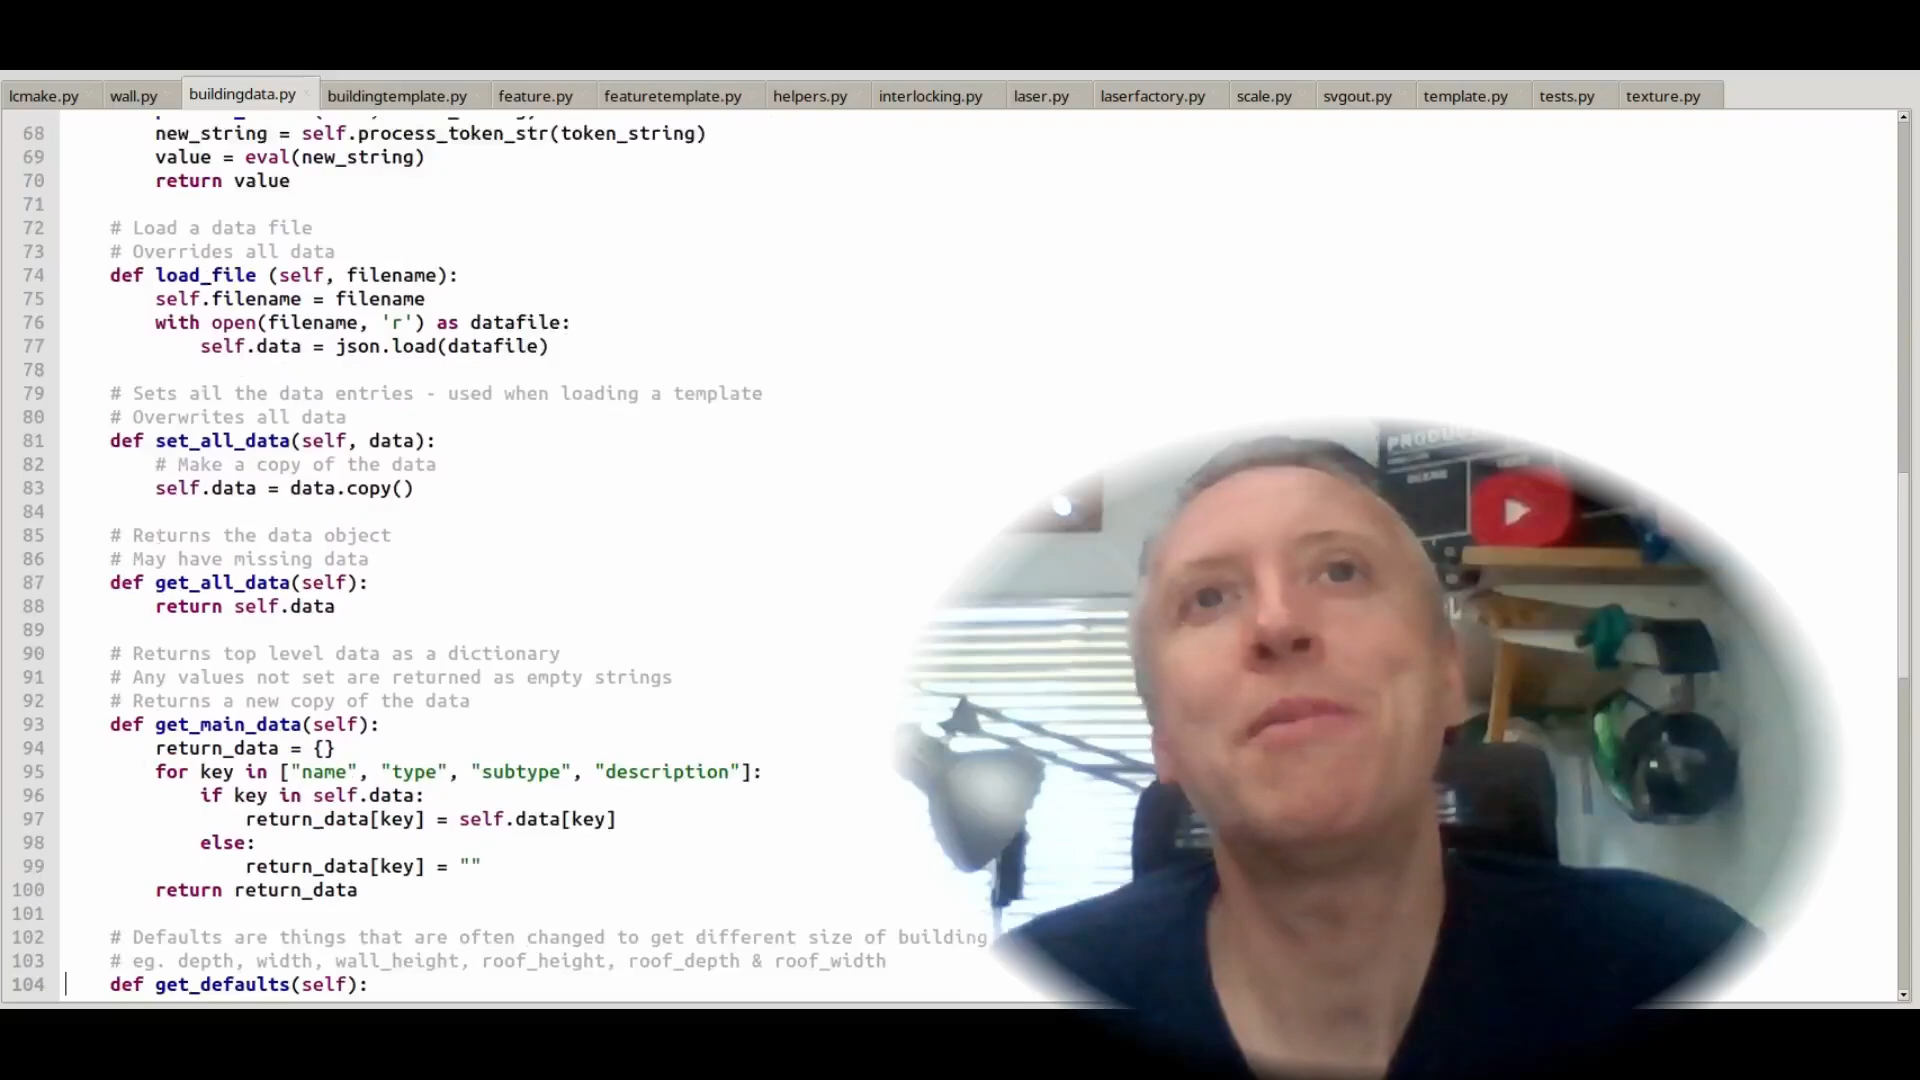 lcmake.py wall.py buildingdata.py buildingtemplate.py feature.py featuretemplate.py helpers.py interlocking.py laser.py laserfactory.py scale.py svgout.py template.py tests.py texture.py
68 new_string = self.process_token_str(token_string)
69 value = eval(new_string)
70 return value
71
72 # Load a data file
73 # Overrides all data
74 def load_file (self, filename):
75 self.filename = filename
76 with open(filename, 'r') as datafile:
77 self.data = json.load(datafile)
78
79 # Sets all the data entries - used when loading a template
80 # Overwrites all data
81 def set_all_data(self, data):
82 # Make a copy of the data
83 self.data = data.copy()
84
85 # Returns the data object
86 # May have missing data
87 def get_all_data(self):
88 return self.data
89
90 # Returns top level data as a dictionary
91 # Any values not set are returned as empty strings
92 # Returns a new copy of the data
93 def get_main_data(self):
94 return_data = {}
95 for key in ["name", "type", "subtype", "description"]:
96 if key in self.data:
97 return_data[key] = self.data[key]
98 else:
99 return_data[key] = ""
100 return return_data
101
102 # Defaults are things that are often changed to get different size of building
103 # eg. depth, width, wall_height, roof_height, roof_depth & roof_width
104 def get_defaults(self):